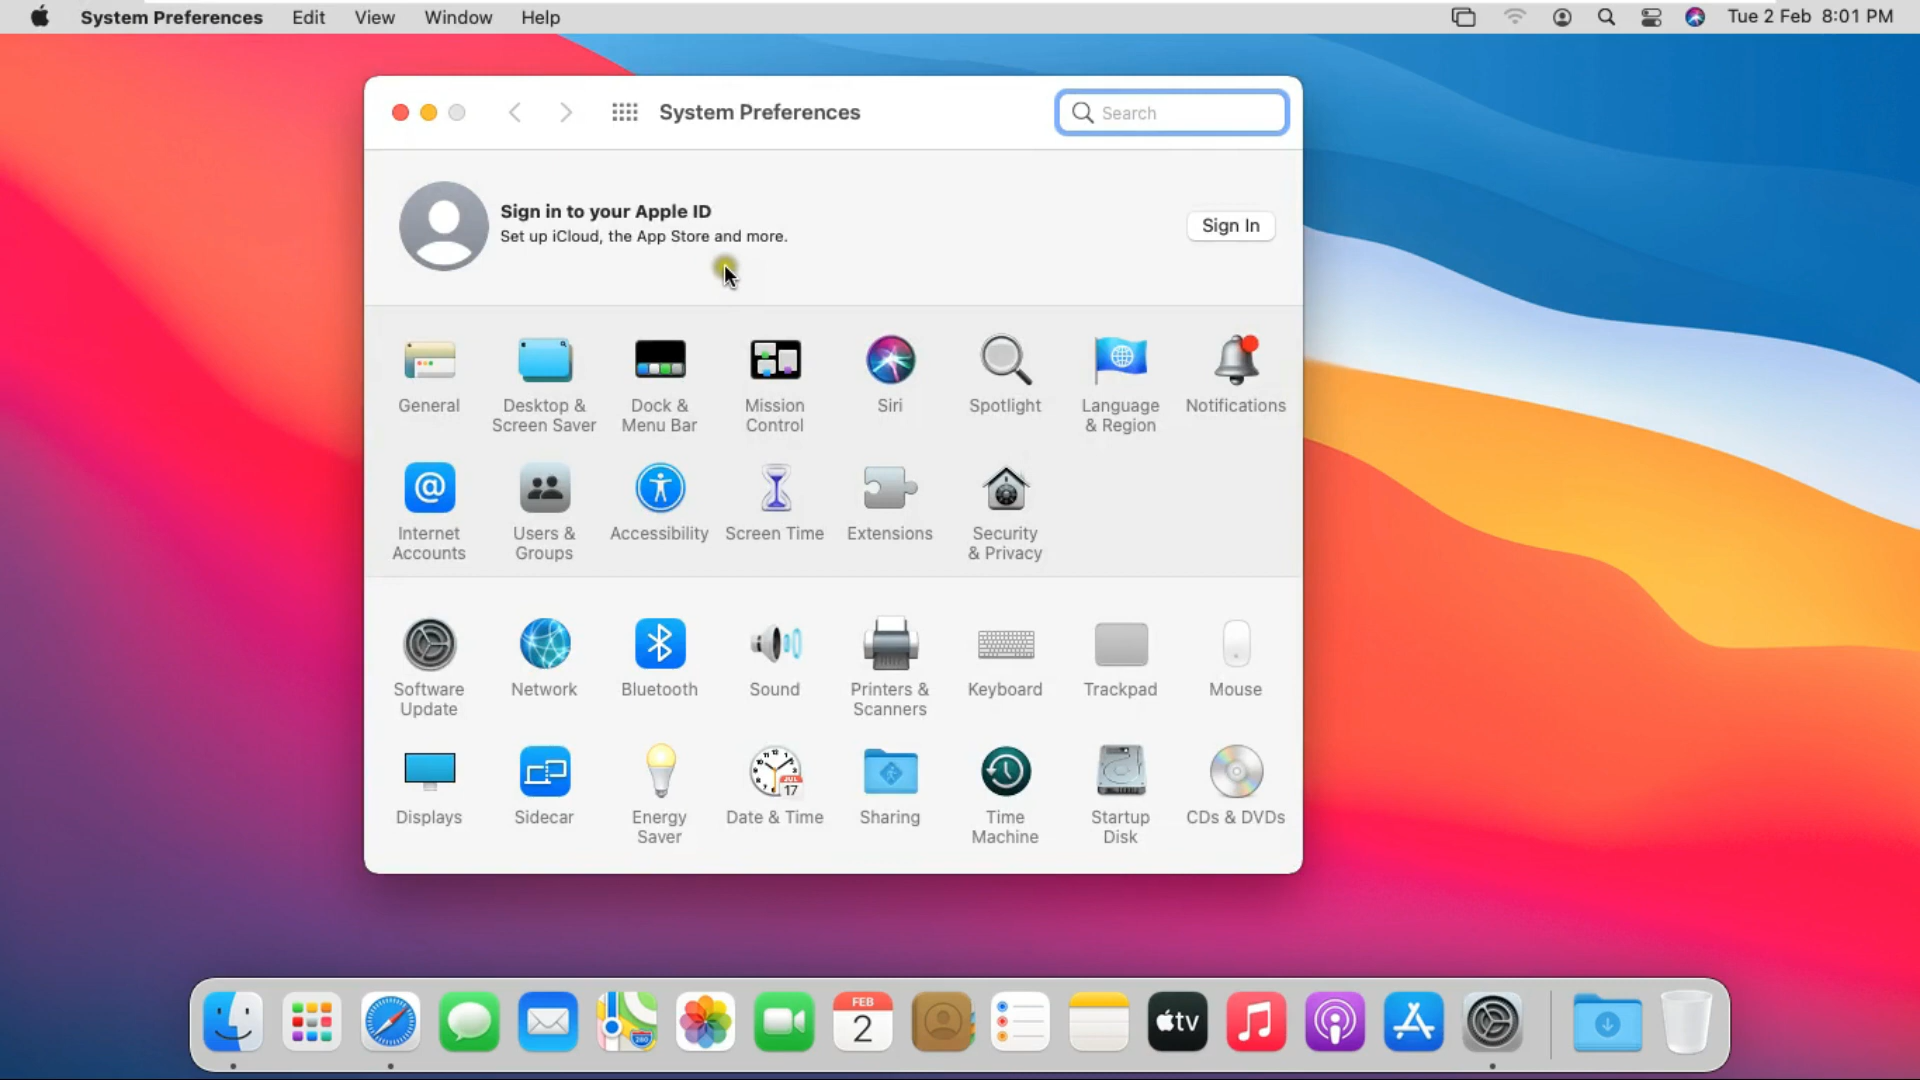 System Preferences Edit View Window Help Tue 2 Feb 8:01 PM
System Preferences
Search
Sign in to your Apple ID
Set up iCloud, the App Store and more.
Sign In
General
Desktop &
Screen Saver
Dock &
Menu Bar
Mission
Control
Siri
Spotlight
Language
& Region
Notifications
Internet
Accounts
Users &
Groups
Accessibility
Screen Time
Extensions
Security
& Privacy
Software
Update
Network
Bluetooth
Sound
Printers &
Scanners
Keyboard
Trackpad
Mouse
Displays
Sidecar
Energy
Saver
JUL
17
Date & Time
Sharing
Time
Machine
Startup
Disk
CDs & DVDs
280
FEB
2
tv